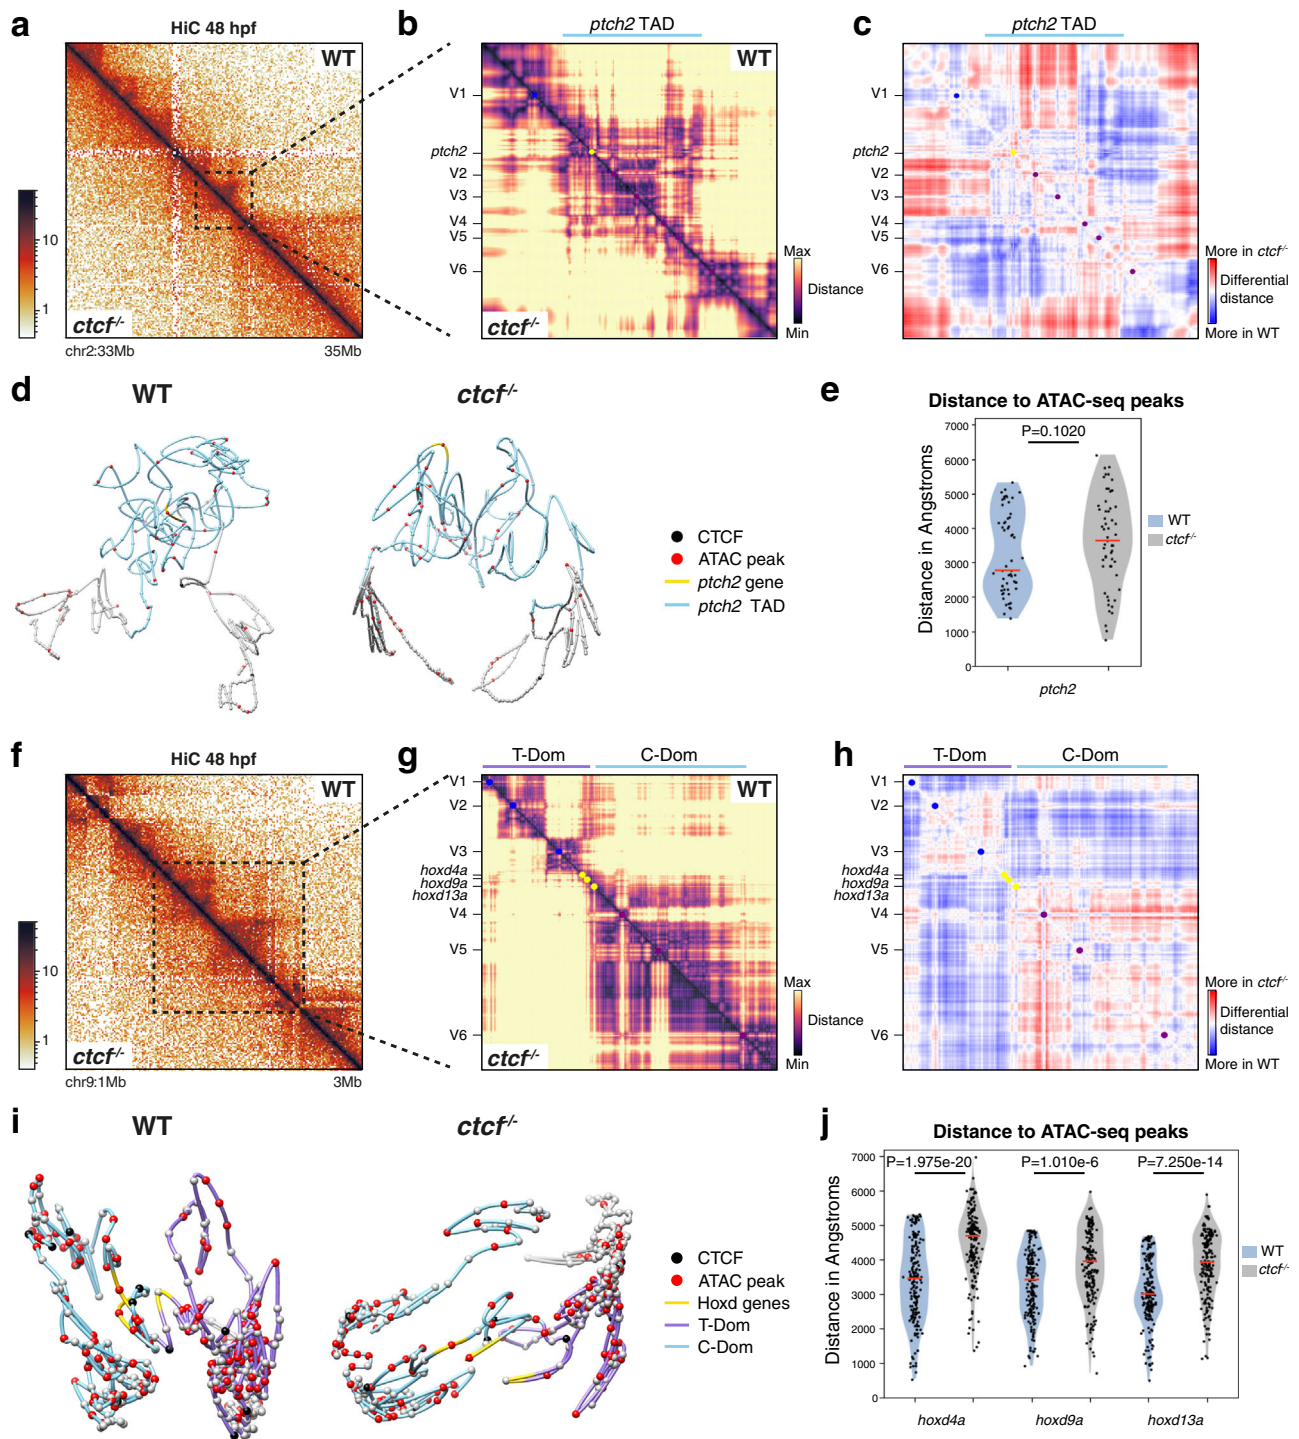 a
HiC 48 hpf
WT
10
1
ctcf-/-
chr2:33Mb
35Mb
b
ptch2 TAD
WT
V1
ptch2
V2
V3
V4
V5
V6
Max
Distance
Min
ctcf-/-
c
ptch2 TAD
V1
ptch2
V2
V3
V4
V5
V6
More in ctcf-/-
Differential
distance
More in WT
d
WT
ctcf-/-
CTCF
ATAC peak
ptch2 gene
ptch2 TAD
e
Distance to ATAC-seq peaks
P=0.1020
Distance in Angstroms
7000
6000
5000
4000
3000
2000
1000
0
ptch2
WT
ctcf-/-
f
HiC 48 hpf
WT
10
1
ctcf-/-
chr9:1Mb
3Mb
g
T-Dom
C-Dom
WT
V1
V2
V3
hoxd4a
hoxd9a
hoxd13a
V4
V5
V6
Max
Distance
Min
ctcf-/-
h
T-Dom
C-Dom
V1
V2
V3
hoxd4a
hoxd9a
hoxd13a
V4
V5
V6
More in ctcf-/-
Differential
distance
More in WT
i
WT
ctcf-/-
CTCF
ATAC peak
Hoxd genes
T-Dom
C-Dom
j
Distance to ATAC-seq peaks
P=1.975e-20
P=1.010e-6
P=7.250e-14
Distance in Angstroms
7000
6000
5000
4000
3000
2000
1000
0
hoxd4a
hoxd9a
hoxd13a
WT
ctcf-/-